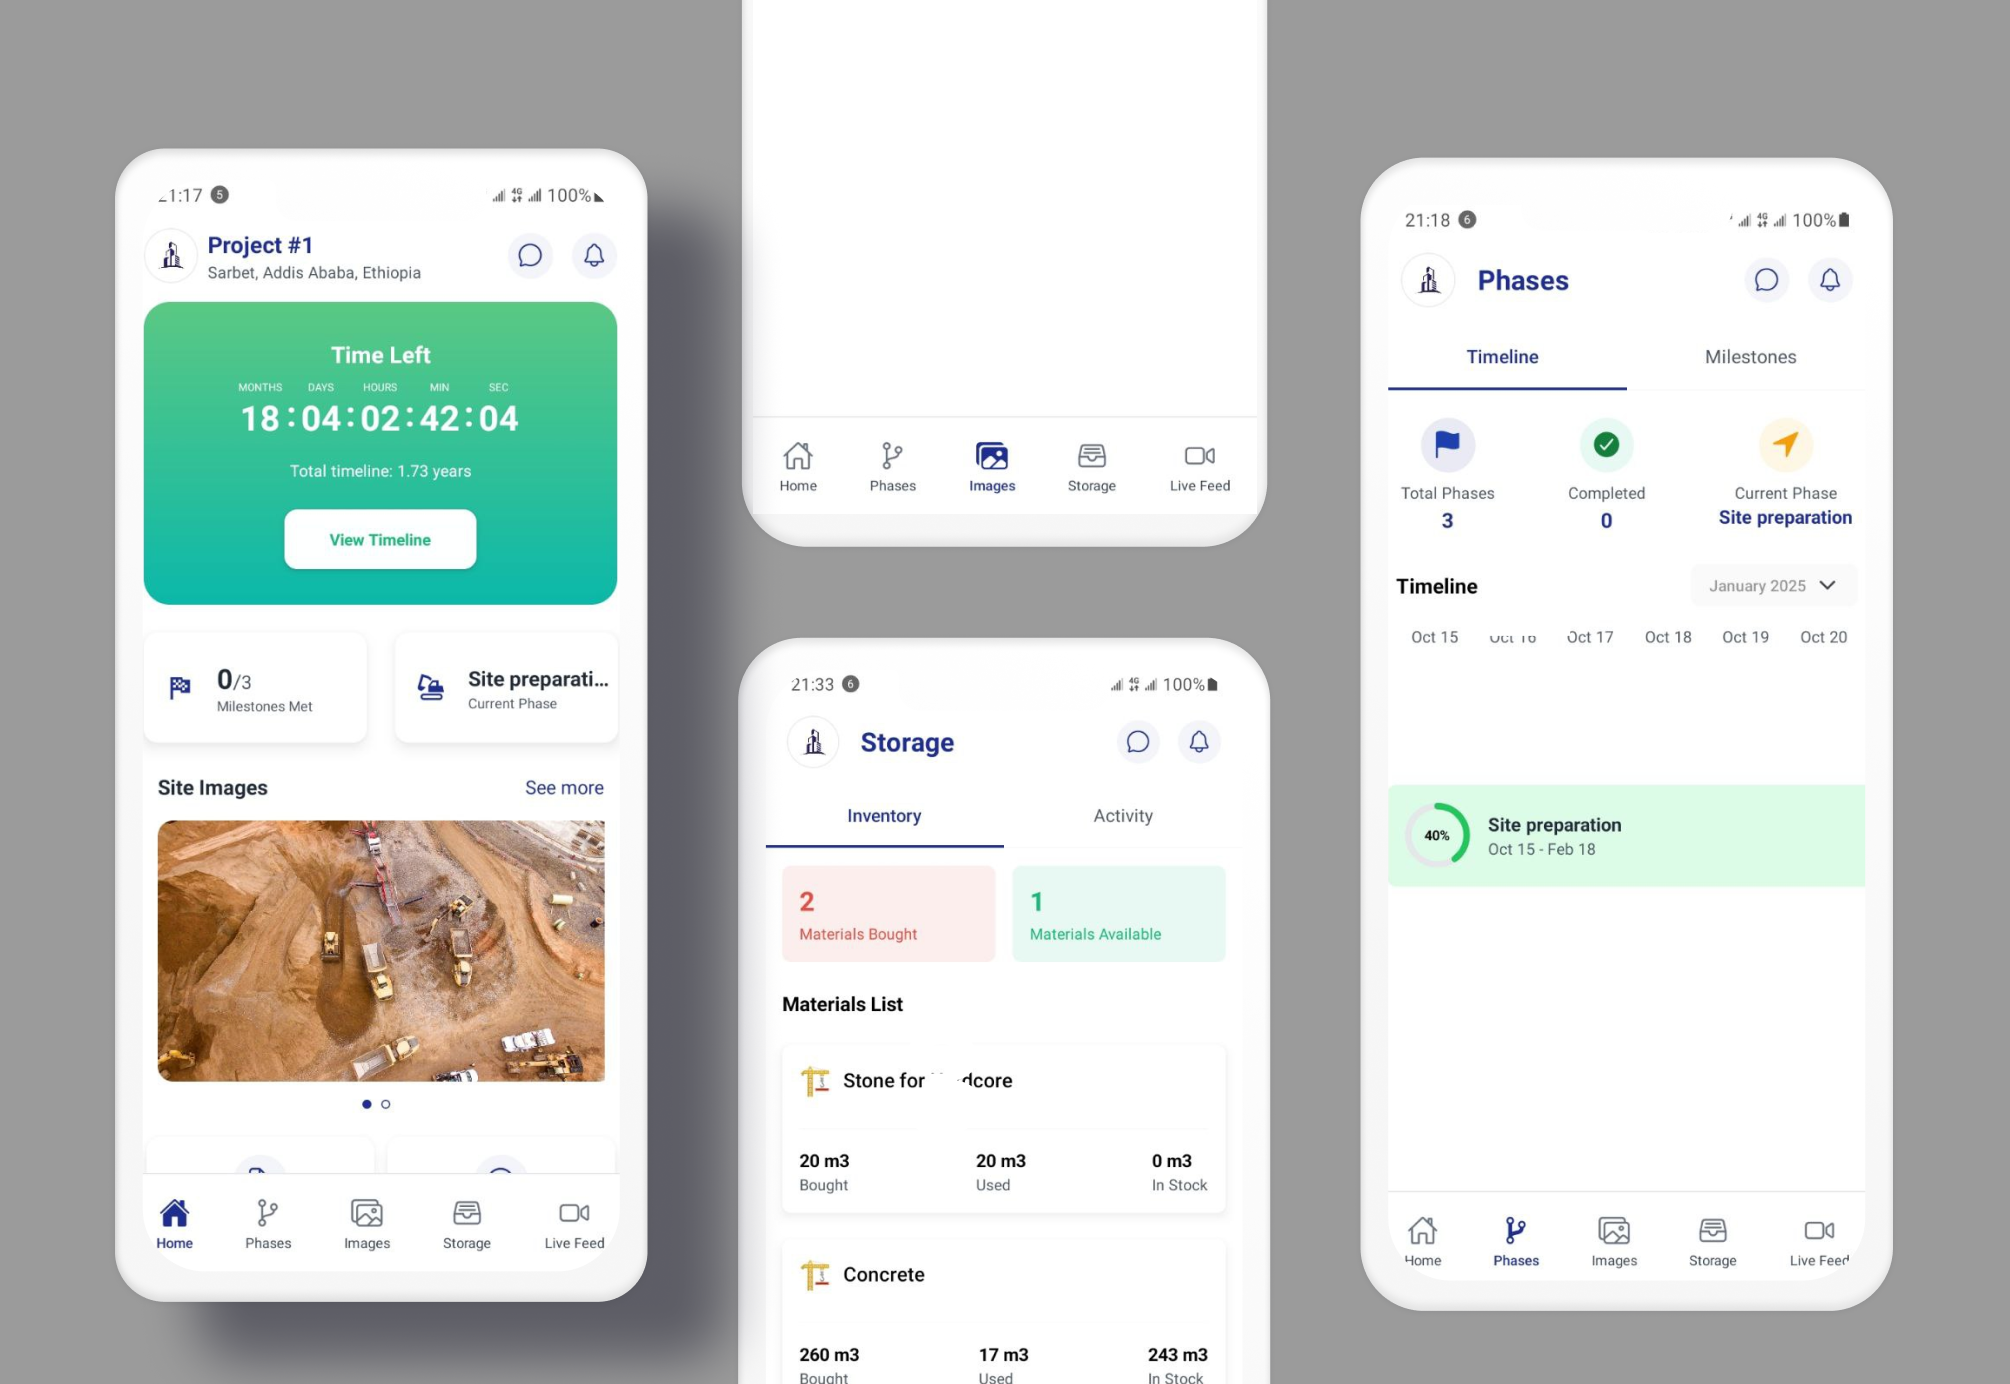 21:17 5
4G 100%
Project #1
Sarbet, Addis Ababa, Ethiopia
Time Left
MONTHS DAYS HOURS MIN SEC
18:04:02:42:04
Total timeline: 1.73 years
View Timeline
0/3
Milestones Met
Site preparati...
Current Phase
Site Images
See more
Home Phases Images Storage Live Feed
Home Phases Images Storage Live Feed
21:33 6
4G 100%
Storage
Inventory Activity
2
Materials Bought
1
Materials Available
Materials List
Stone for dcore
20 m3 20 m3 0 m3
Bought Used In Stock
Concrete
260 m3 17 m3 243 m3
Bought Used In Stock
21:18 6
4G 100%
Phases
Timeline Milestones
Total Phases Completed Current Phase
3 0 Site preparation
Timeline
January 2025
Oct 15 Oct 16 Oct 17 Oct 18 Oct 19 Oct 20
40%
Site preparation
Oct 15 - Feb 18
Home Phases Images Storage Live Feed